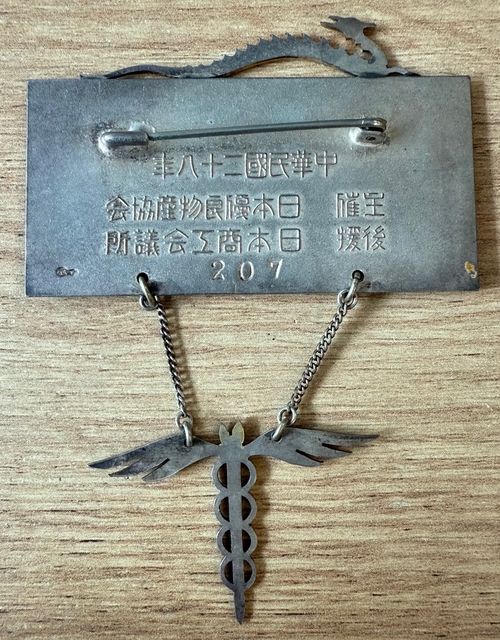 中華民國二十八年
主催 日本優良物産協会
後援 日本商工会議所
207